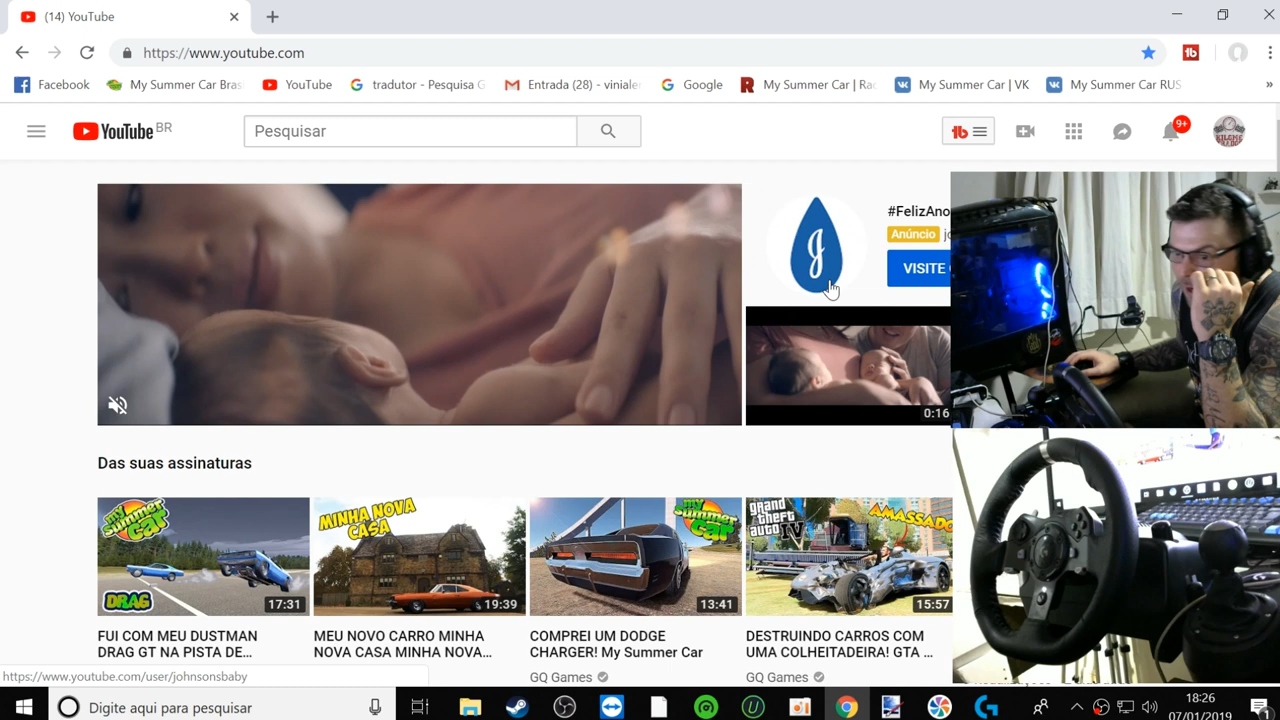 (14) YouTube
https://www.youtube.com
Facebook
My Summer Car Bras
YouTube
tradutor - Pesquisa G
Entrada (28) - vinialer
Google
My Summer Car | Rac
My Summer Car | VK
My Summer Car RUS
»
YouTube BR
Pesquisar
9+
#FelizAno
Anúncio
VISITE
0:16
Das suas assinaturas
my summer car
DRAG
17:31
MINHA NOVA CASA
19:39
my summer car
13:41
grand theft auto IV
AMASSADO
15:57
FUI COM MEU DUSTMAN
DRAG GT NA PISTA DE...
MEU NOVO CARRO MINHA
NOVA CASA MINHA NOVA...
COMPREI UM DODGE
CHARGER! My Summer Car
DESTRUINDO CARROS COM
UMA COLHEITADEIRA! GTA ...
GQ Games
GQ Games
https://www.youtube.com/user/johnsonsbaby
Digite aqui para pesquisar
18:26
07/01/2019